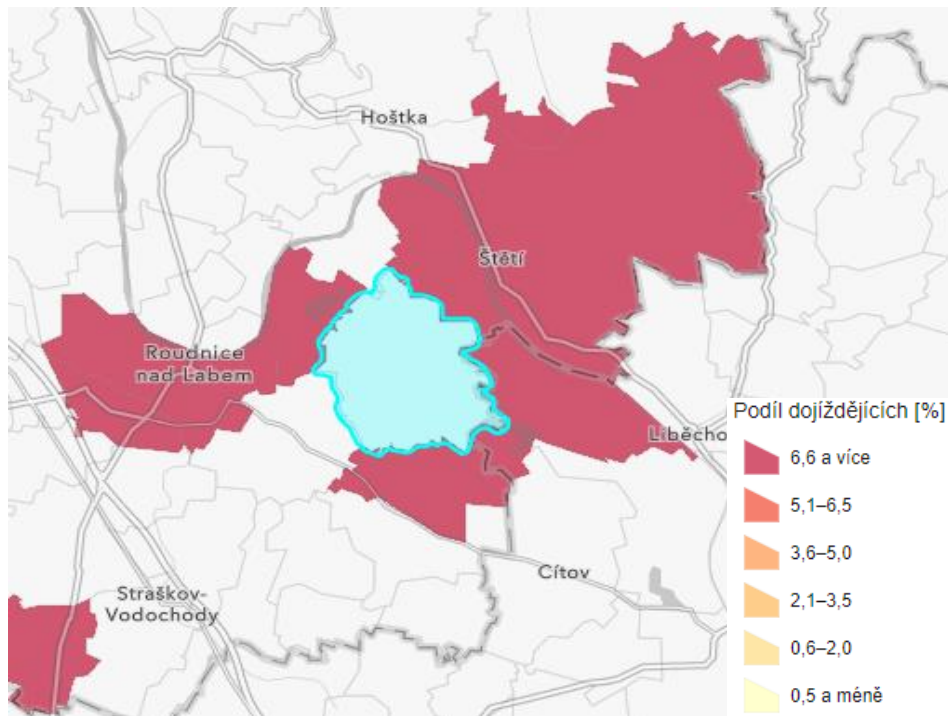 Hoštka
Štětí
Roudnice
nad Labem
Liběcho
Cítov
Straškov-
Vodochody
Podíl dojíždějících [%]
6,6 a více
5,1–6,5
3,6–5,0
2,1–3,5
0,6–2,0
0,5 a méně